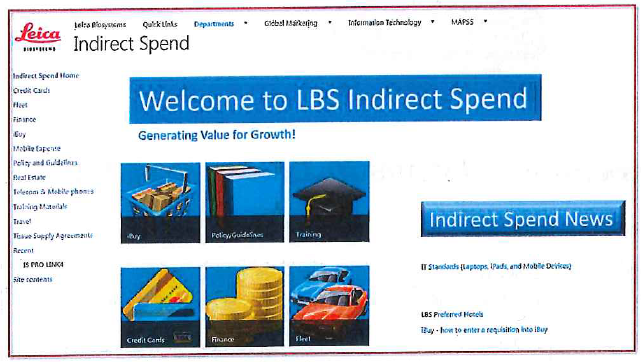 Leica
BIOSYSTEMS
Leica Biosystems Quick Links Departments Global Marketing Information Technology MAPSS
Indirect Spend
Indirect Spend Home
Credit Cards
Fleet
Finance
iBuy
Mobile Expense
Policy and Guidelines
Real Estate
Telecom & Mobile phones
Training Materials
Travel
Tissue Supply Agreements
Recent
IS PRO LINK4
Site contents
Welcome to LBS Indirect Spend
Generating Value for Growth!
iBuy
Policy/Guidelines
Training
Credit Cards
Finance
Fleet
Indirect Spend News
IT Standards (Laptops, iPads, and Mobile Devices)
LBS Preferred Hotels
iBuy - how to enter a requisition into iBuy